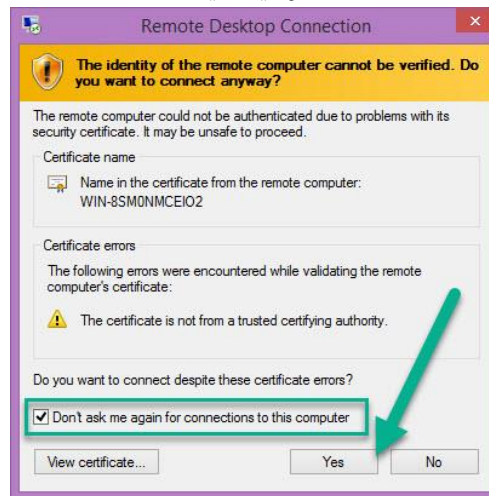 Remote Desktop Connection
The identity of the remote computer cannot be verified. Do
you want to connect anyway?
The remote computer could not be authenticated due to problems with its
security certificate. It may be unsafe to proceed.
Certificate name
Name in the certificate from the remote computer:
WIN-8SM0NMCEIO2
Certificate errors
The following errors were encountered while validating the remote
computer's certificate:
The certificate is not from a trusted certifying authority.
Do you want to connect despite these certificate errors?
Don't ask me again for connections to this computer
View certificate... Yes No